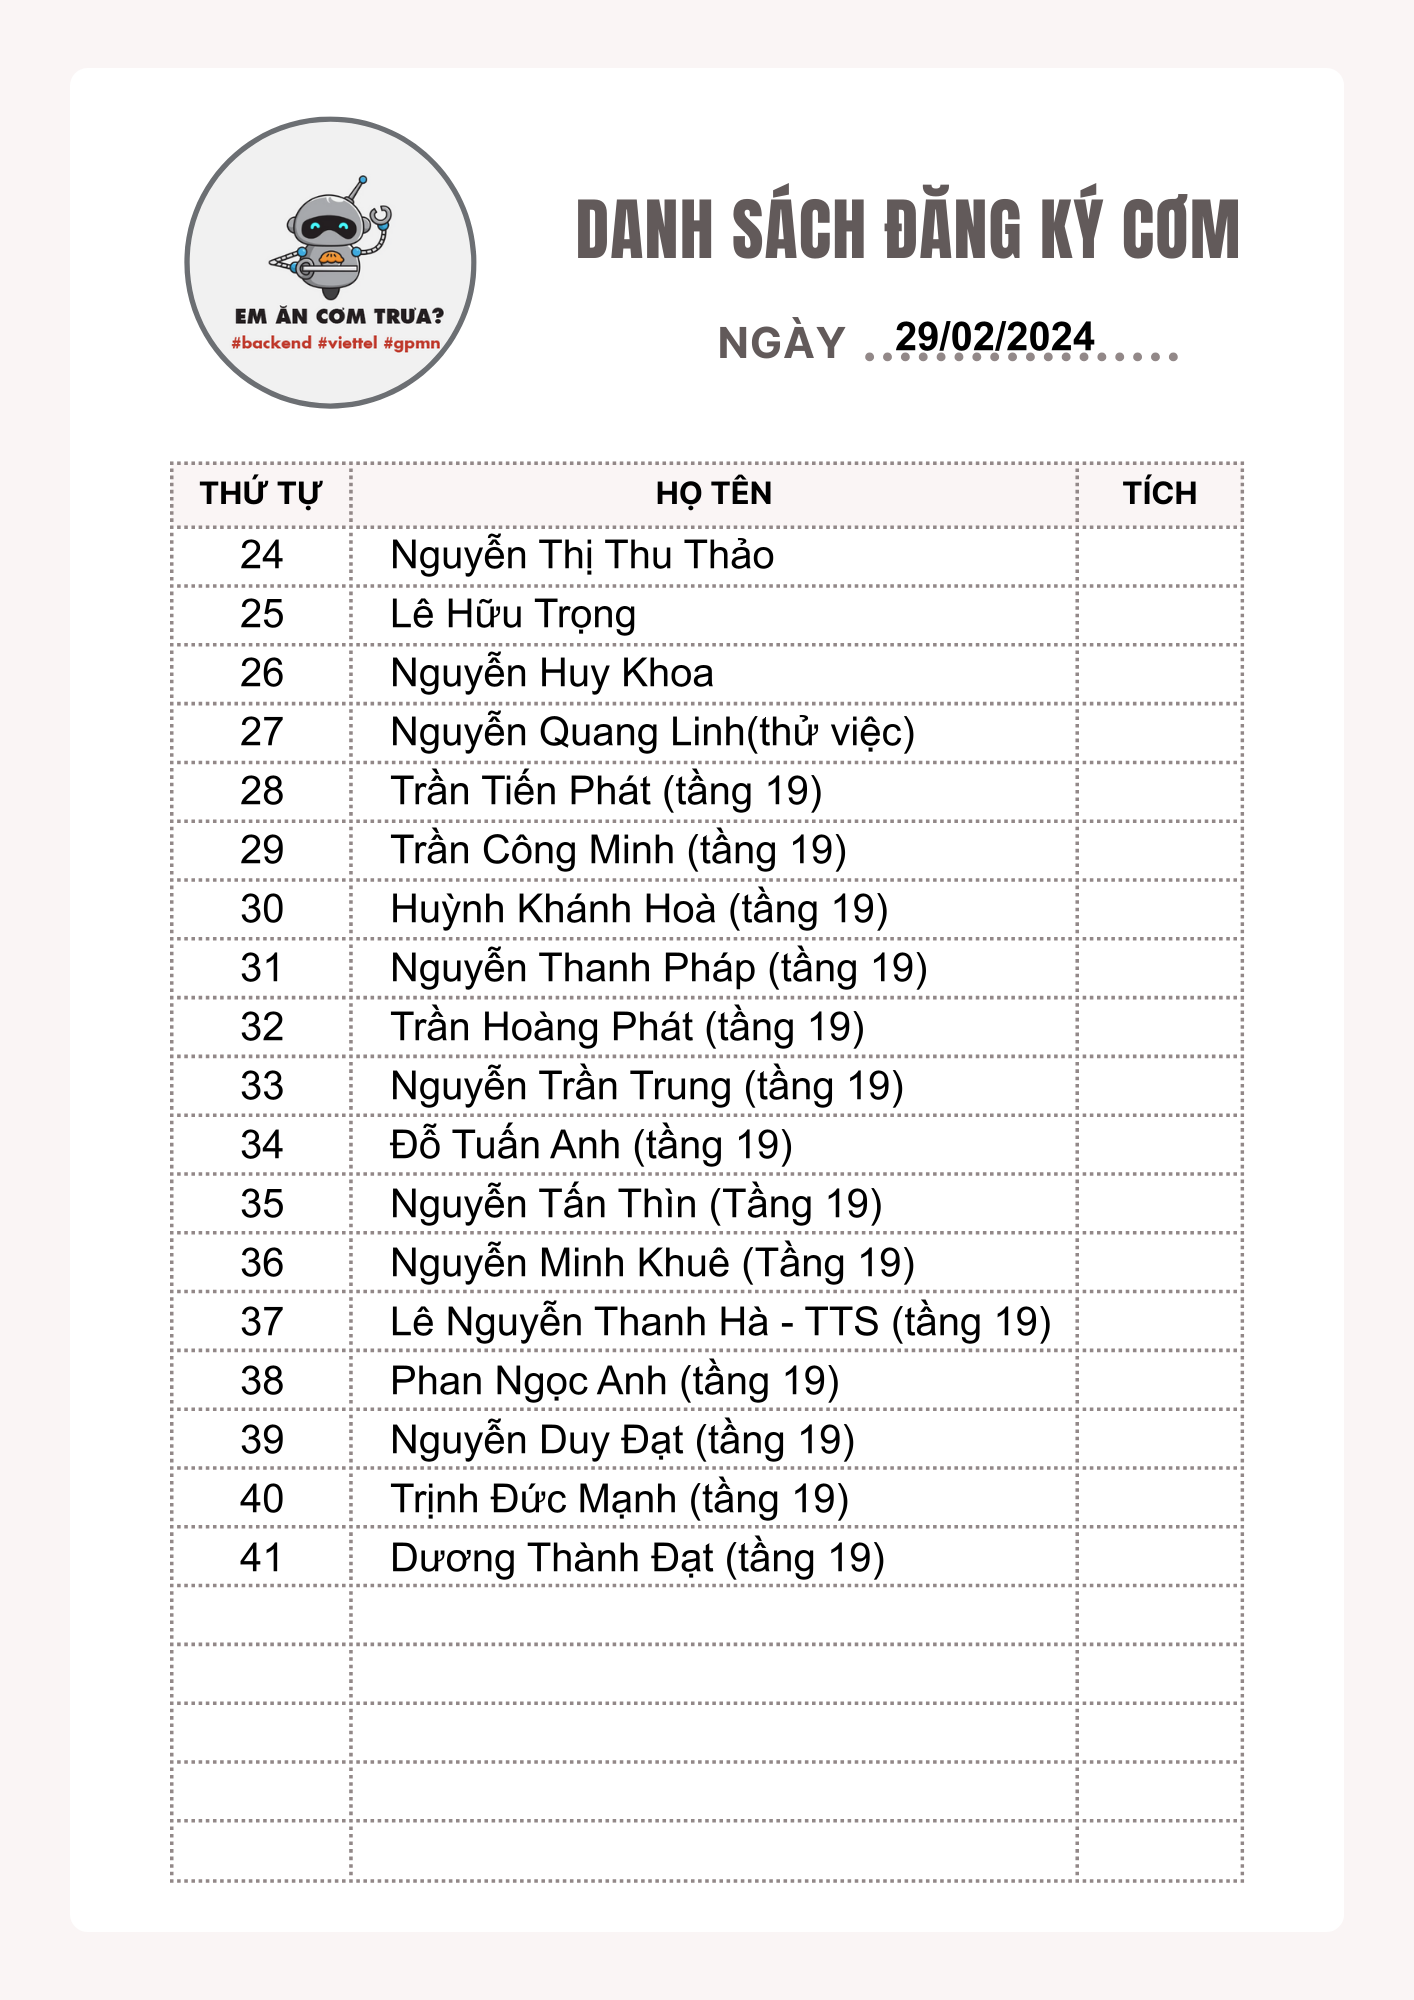 EM ĂN CƠM TRƯA?
#backend #viettel #gpmn
DANH SÁCH ĐĂNG KÝ CƠM
NGÀY 29/02/2024
THỨ TỰ HỌ TÊN TÍCH
24 Nguyễn Thị Thu Thảo
25 Lê Hữu Trọng
26 Nguyễn Huy Khoa
27 Nguyễn Quang Linh(thử việc)
28 Trần Tiến Phát (tầng 19)
29 Trần Công Minh (tầng 19)
30 Huỳnh Khánh Hoà (tầng 19)
31 Nguyễn Thanh Pháp (tầng 19)
32 Trần Hoàng Phát (tầng 19)
33 Nguyễn Trần Trung (tầng 19)
34 Đỗ Tuấn Anh (tầng 19)
35 Nguyễn Tấn Thìn (Tầng 19)
36 Nguyễn Minh Khuê (Tầng 19)
37 Lê Nguyễn Thanh Hà - TTS (tầng 19)
38 Phan Ngọc Anh (tầng 19)
39 Nguyễn Duy Đạt (tầng 19)
40 Trịnh Đức Mạnh (tầng 19)
41 Dương Thành Đạt (tầng 19)